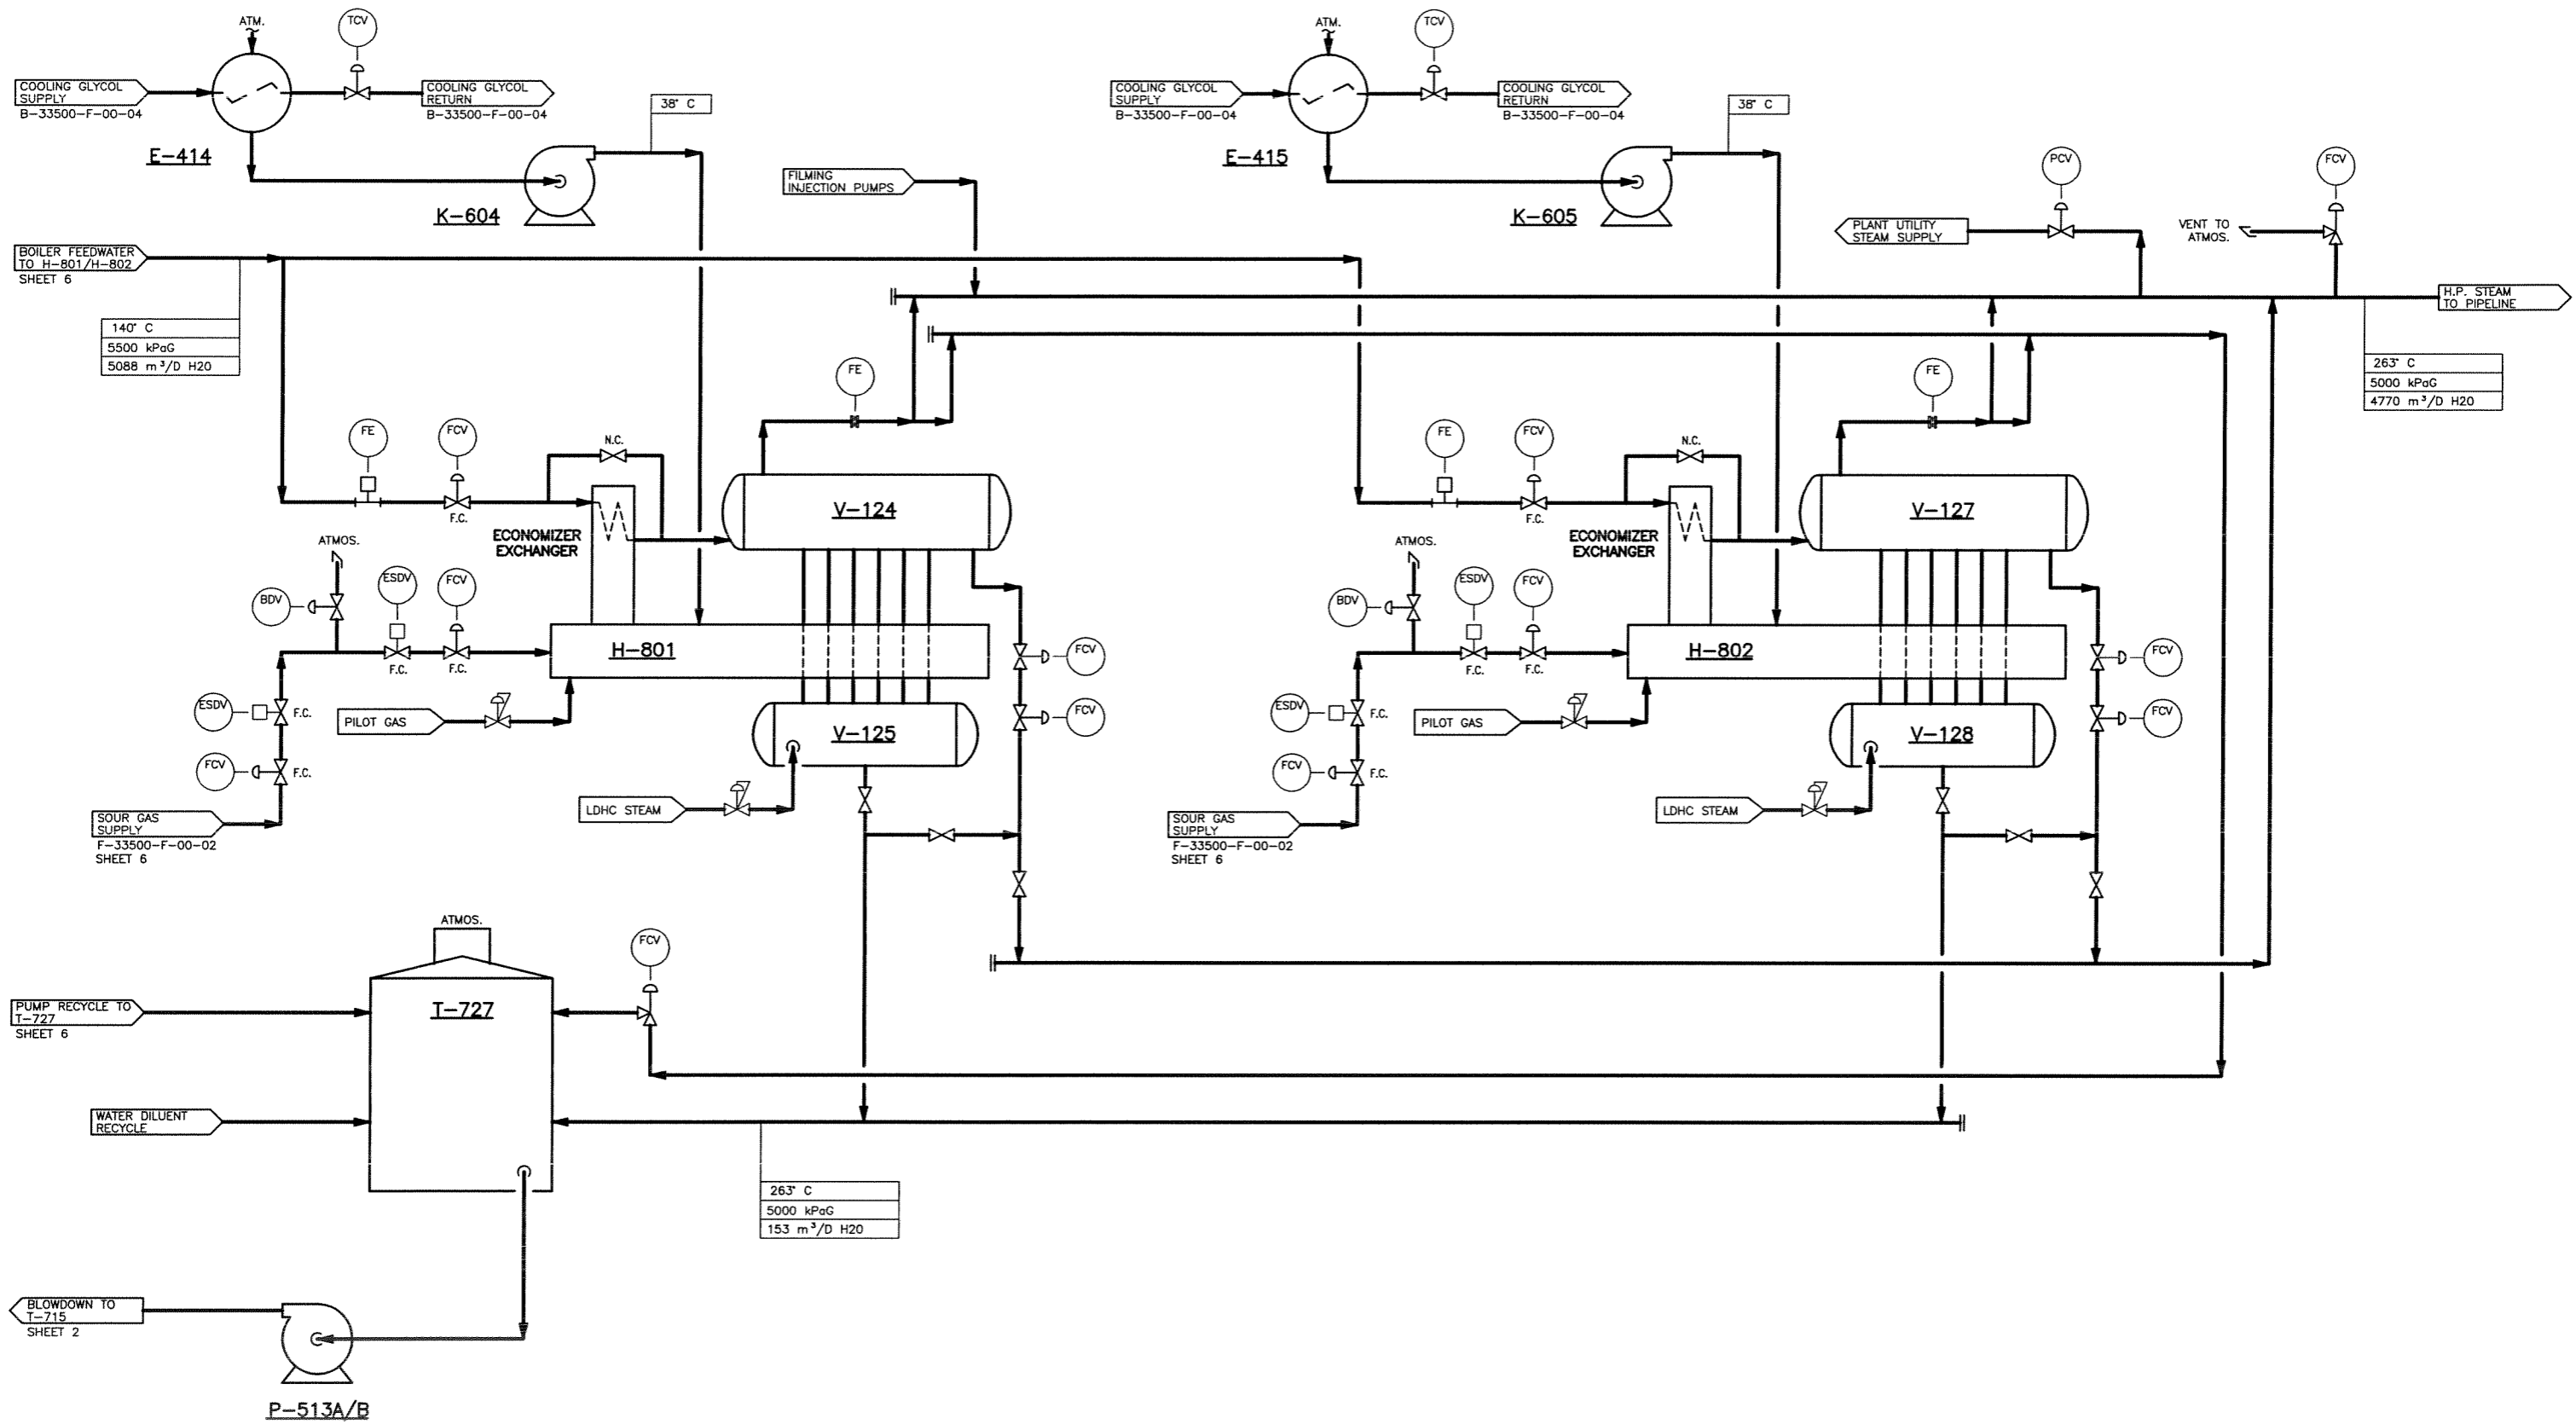 ATM.
TCV
COOLING GLYCOL
SUPPLY
B-33500-F-00-04
COOLING GLYCOL
RETURN
B-33500-F-00-04
E-414
38° C
K-604
FILMING
INJECTION PUMPS
ATM.
TCV
COOLING GLYCOL
SUPPLY
B-33500-F-00-04
COOLING GLYCOL
RETURN
B-33500-F-00-04
E-415
38° C
K-605
PCV
FCV
PLANT UTILITY
STEAM SUPPLY
VENT TO
ATMOS.
BOILER FEEDWATER
TO H-801/H-802
SHEET 6
140° C
5500 kPaG
5088 m³/D H20
H.P. STEAM
TO PIPELINE
263° C
5000 kPaG
4770 m³/D H20
FE
FE
FCV
F.C.
N.C.
ECONOMIZER
EXCHANGER
V-124
ATMOS.
BDV
ESDV
F.C.
FCV
F.C.
H-801
ESDV
F.C.
FCV
F.C.
PILOT GAS
V-125
FCV
FCV
LDHC STEAM
SOUR GAS
SUPPLY
F-33500-F-00-02
SHEET 6
FE
FE
FCV
F.C.
N.C.
ECONOMIZER
EXCHANGER
V-127
ATMOS.
BDV
ESDV
F.C.
FCV
F.C.
H-802
ESDV
F.C.
FCV
F.C.
PILOT GAS
V-128
FCV
FCV
LDHC STEAM
SOUR GAS
SUPPLY
F-33500-F-00-02
SHEET 6
ATMOS.
FCV
T-727
PUMP RECYCLE TO
T-727
SHEET 6
WATER DILUENT
RECYCLE
263° C
5000 kPaG
153 m³/D H20
BLOWDOWN TO
T-715
SHEET 2
P-513A/B